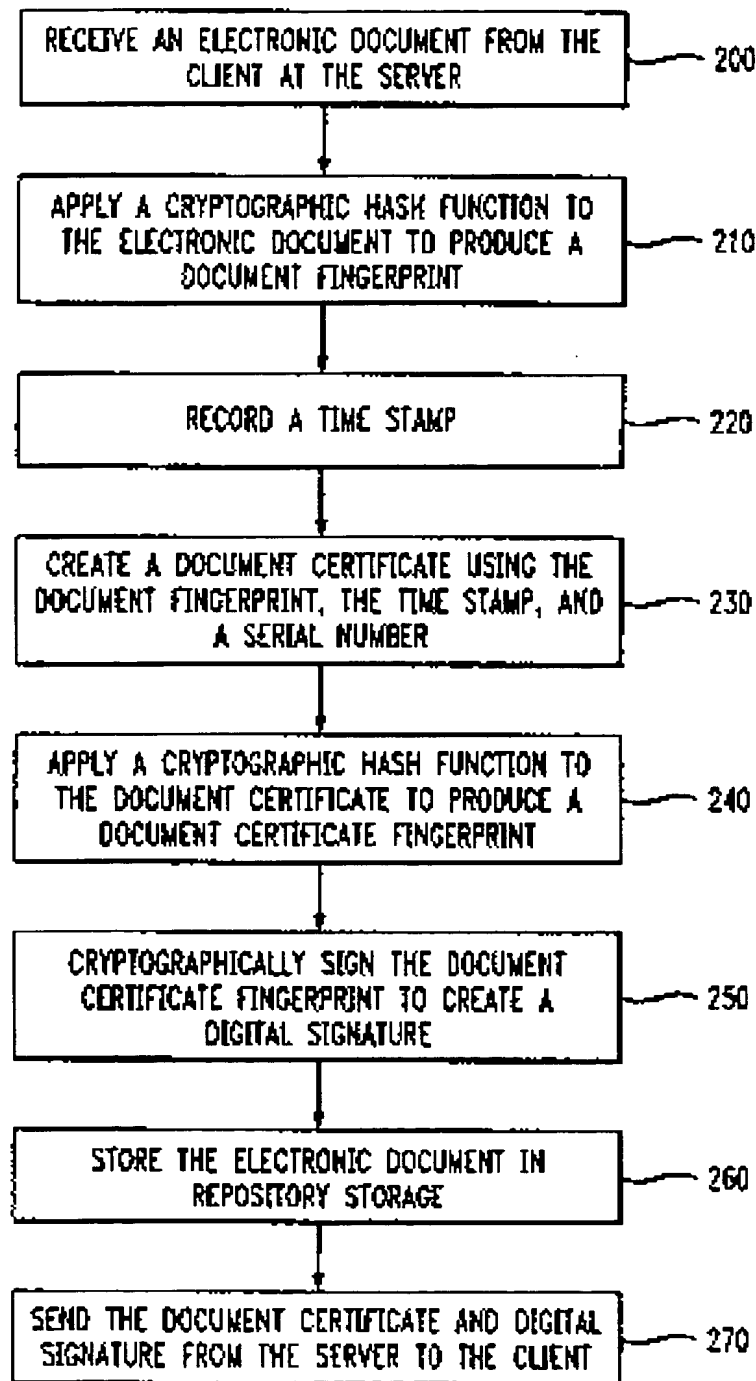 RECEIVE AN ELECTRONIC DOCUMENT FROM THE
CLIENT AT THE SERVER
200
APPLY A CRYPTOGRAPHIC HASH FUNCTION TO
THE ELECTRONIC DOCUMENT TO PRODUCE A
DOCUMENT FINGERPRINT
210
RECORD A TIME STAMP
220
CREATE A DOCUMENT CERTIFICATE USING THE
DOCUMENT FINGERPRINT, THE TIME STAMP, AND
A SERIAL NUMBER
230
APPLY A CRYPTOGRAPHIC HASH FUNCTION TO
THE DOCUMENT CERTIFICATE TO PRODUCE A
DOCUMENT CERTIFICATE FINGERPRINT
240
CRYPTOGRAPHICALLY SIGN THE DOCUMENT
CERTIFICATE FINGERPRINT TO CREATE A
DIGITAL SIGNATURE
250
STORE THE ELECTRONIC DOCUMENT IN
REPOSITORY STORAGE
260
SEND THE DOCUMENT CERTIFICATE AND DIGITAL
SIGNATURE FROM THE SERVER TO THE CLIENT
270